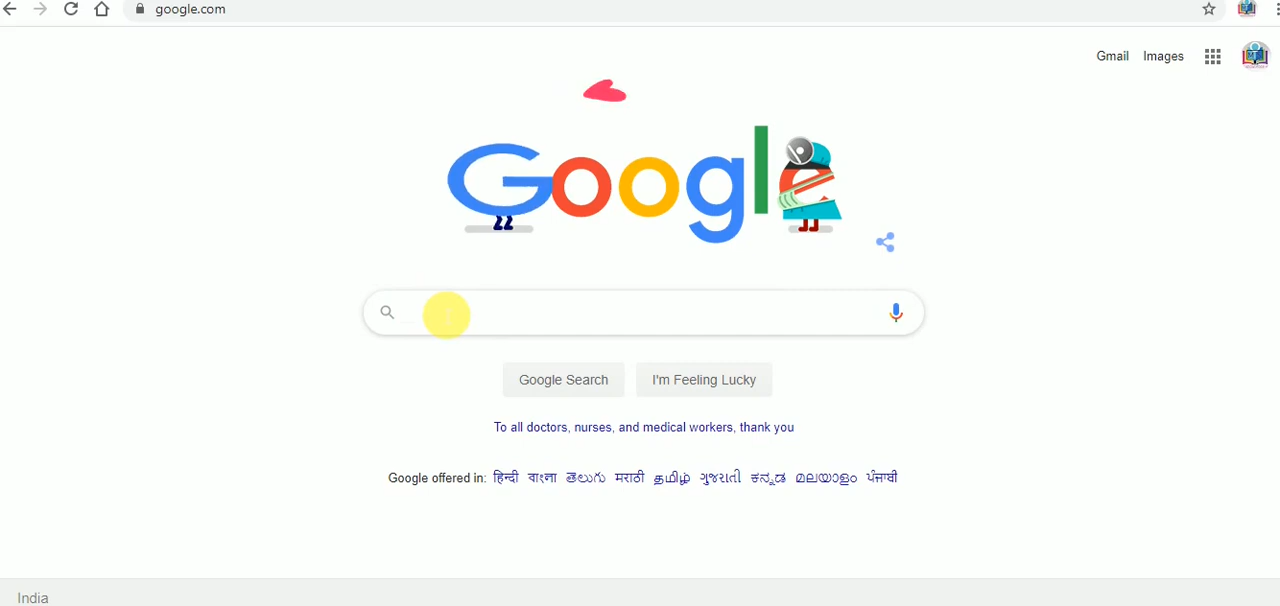 google.com
Gmail Images
Google
Google Search I'm Feeling Lucky
To all doctors, nurses, and medical workers, thank you
Google offered in: हिन्दी বাংলা తెలుగు मराठी தமிழ் ગુજરાતી ಕನ್ನಡ മലയാളം ਪੰਜਾਬੀ
India